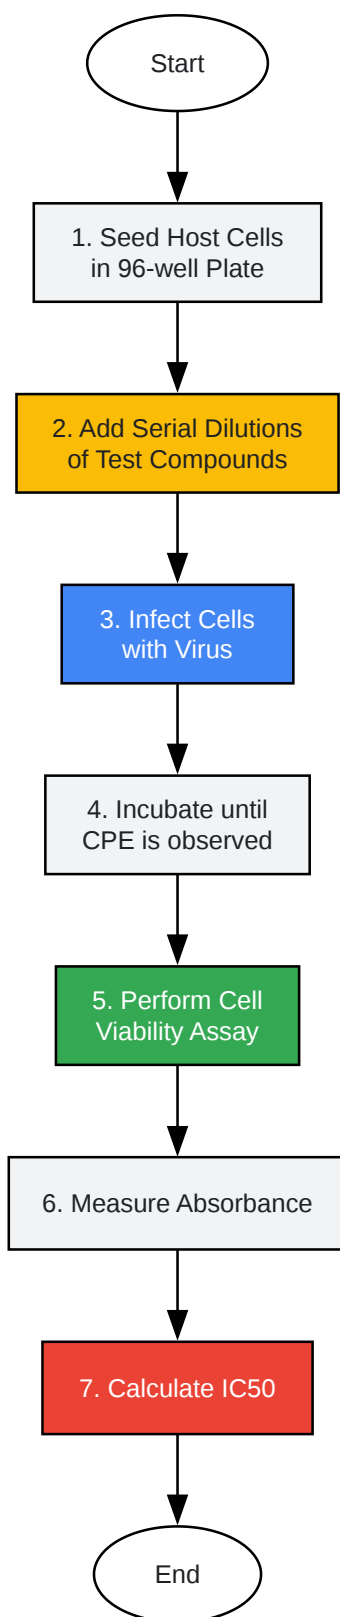 Start
1. Seed Host Cells
in 96-well Plate
2. Add Serial Dilutions
of Test Compounds
3. Infect Cells
with Virus
4. Incubate until
CPE is observed
5. Perform Cell
Viability Assay
6. Measure Absorbance
7. Calculate IC50
End